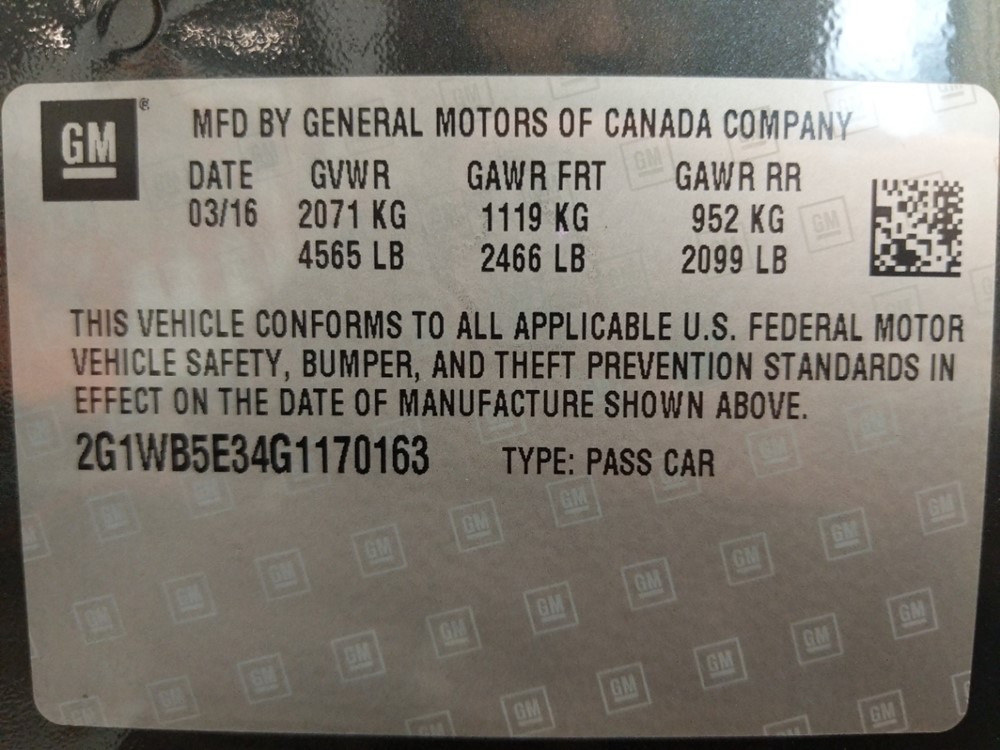 GM ®
MFD BY GENERAL MOTORS OF CANADA COMPANY
DATE GVWR GAWR FRT GAWR RR
03/16 2071 KG 1119 KG 952 KG
4565 LB 2466 LB 2099 LB
THIS VEHICLE CONFORMS TO ALL APPLICABLE U.S. FEDERAL MOTOR
VEHICLE SAFETY, BUMPER, AND THEFT PREVENTION STANDARDS IN
EFFECT ON THE DATE OF MANUFACTURE SHOWN ABOVE.
2G1WB5E34G1170163 TYPE: PASS CAR